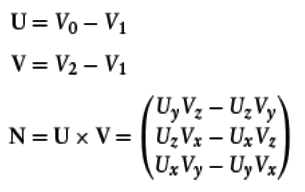 U = V₀ − V₁
V = V₂ − V₁
N = U × V = (
U_yV_z − U_zV_y
U_zV_x − U_xV_z
U_xV_y − U_yV_x
)